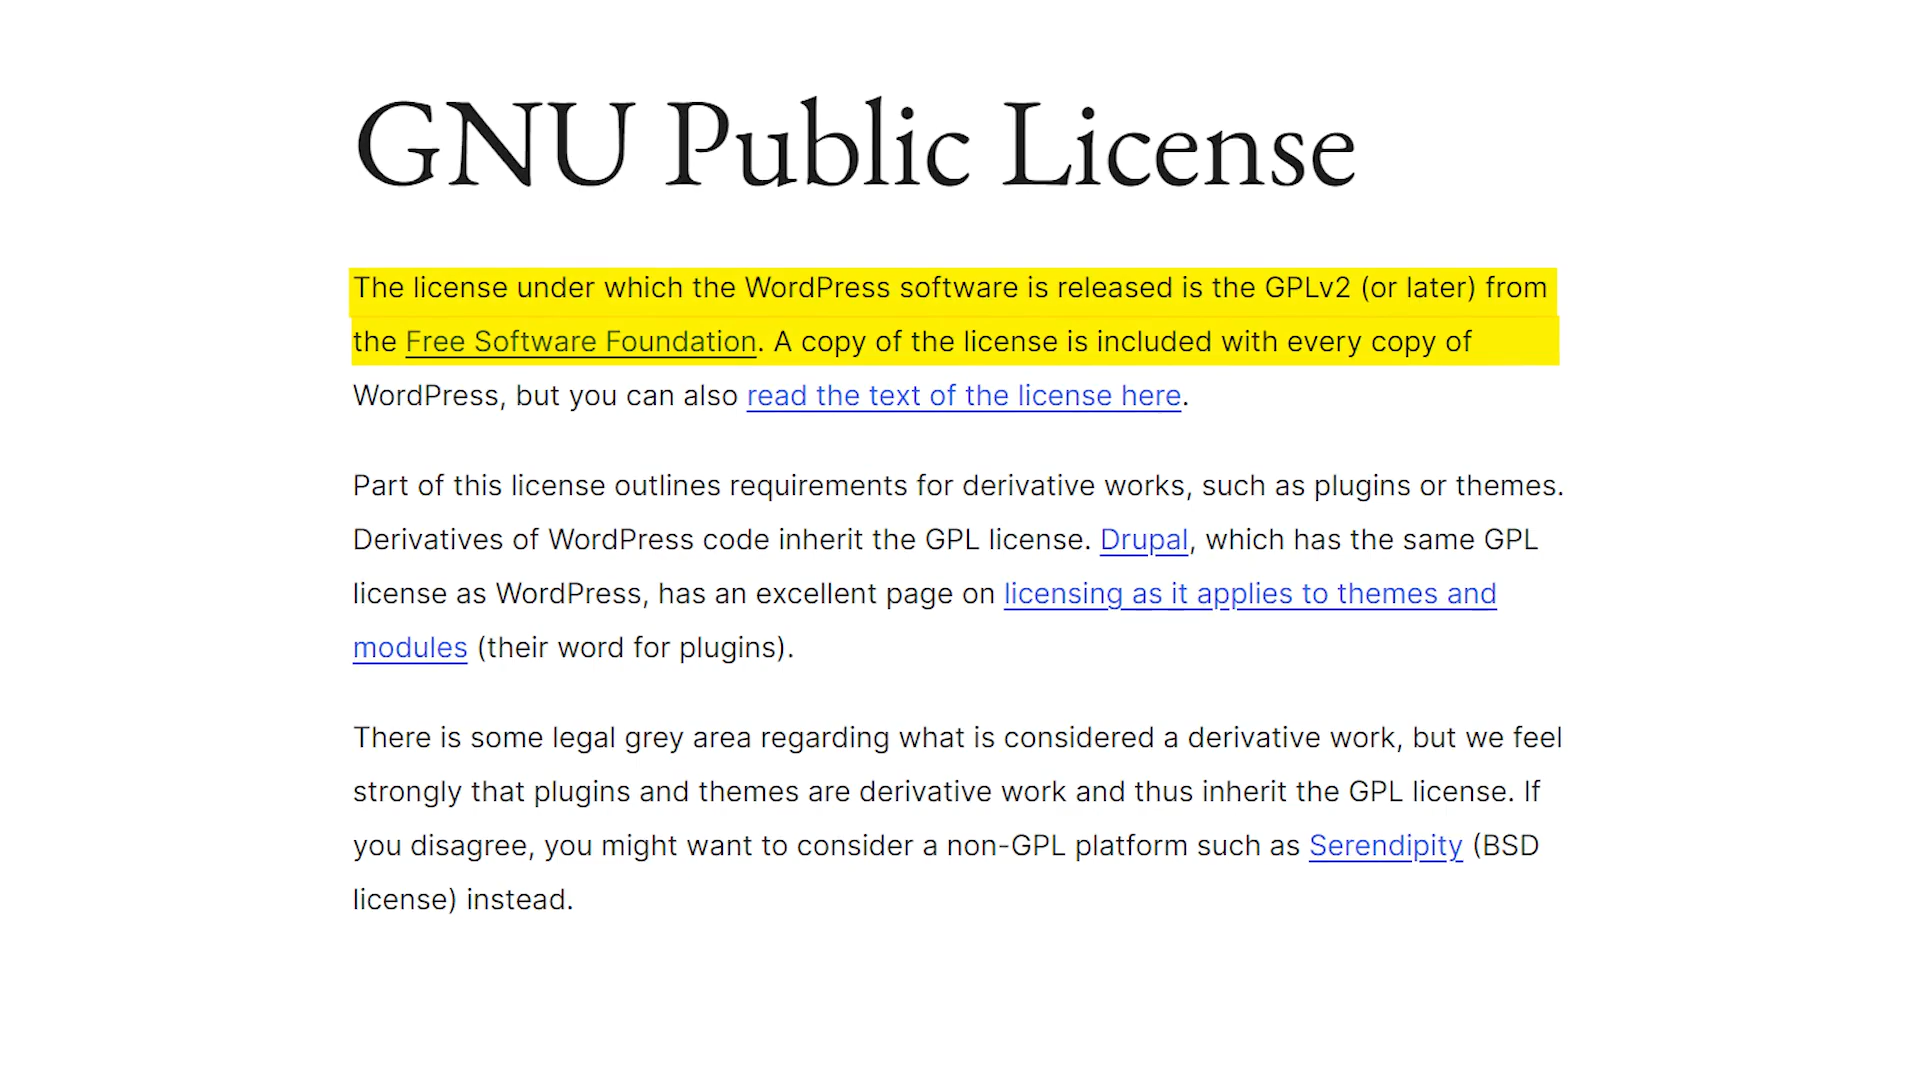 GNU Public License
The license under which the WordPress software is released is the GPLv2 (or later) from
the Free Software Foundation. A copy of the license is included with every copy of
WordPress, but you can also read the text of the license here.
Part of this license outlines requirements for derivative works, such as plugins or themes.
Derivatives of WordPress code inherit the GPL license. Drupal, which has the same GPL
license as WordPress, has an excellent page on licensing as it applies to themes and
modules (their word for plugins).
There is some legal grey area regarding what is considered a derivative work, but we feel
strongly that plugins and themes are derivative work and thus inherit the GPL license. If
you disagree, you might want to consider a non-GPL platform such as Serendipity (BSD
license) instead.